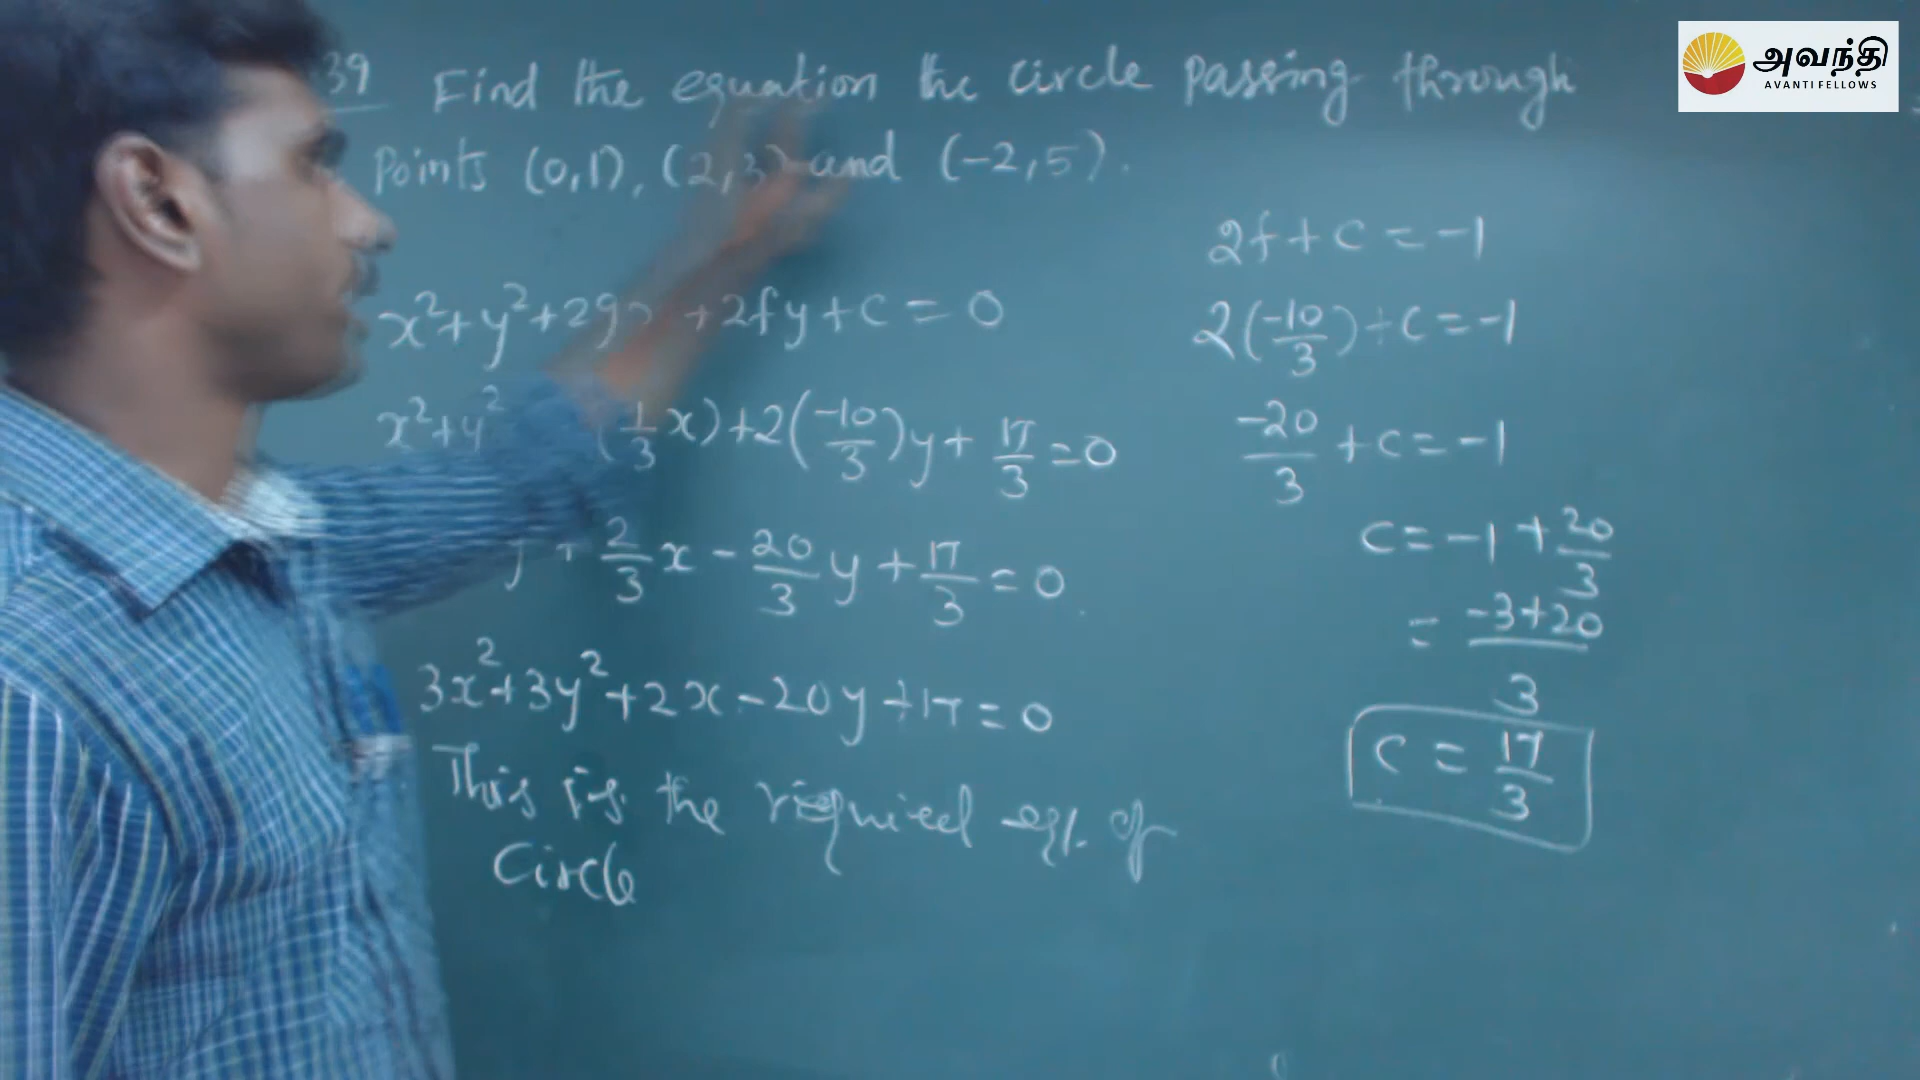 39 Find the equation the circle passing through
Points (0,1), (2,3) and (-2,5).
x²+y²+2gx+2fy+c = 0
x²+y² (1/3 x)+2(-10/3)y+ 17/3 =0
y + 2/3 x - 20/3 y + 17/3 = 0
3x²+3y²+2x-20y+17=0
This is the required eqn. of
Circle
2f+c=-1
2(-10/3)+c=-1
-20/3 +c=-1
c=-1+20/3
= -3+20/3
c = 17/3
அவந்தி
AVANTI FELLOWS